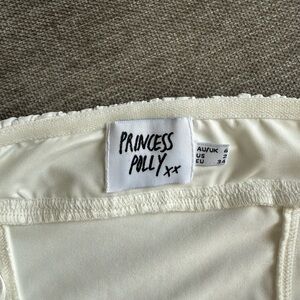 PRINCESS
POLLY xx
AU/UK 6
US 2
EU 34